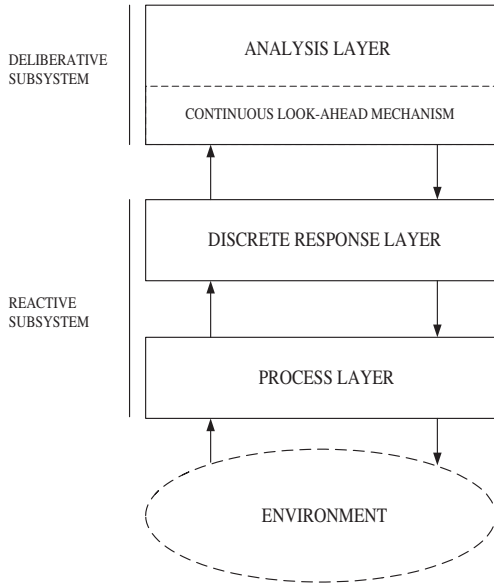 DELIBERATIVE
SUBSYSTEM
ANALYSIS LAYER
CONTINUOUS LOOK-AHEAD MECHANISM
DISCRETE RESPONSE LAYER
REACTIVE
SUBSYSTEM
PROCESS LAYER
ENVIRONMENT